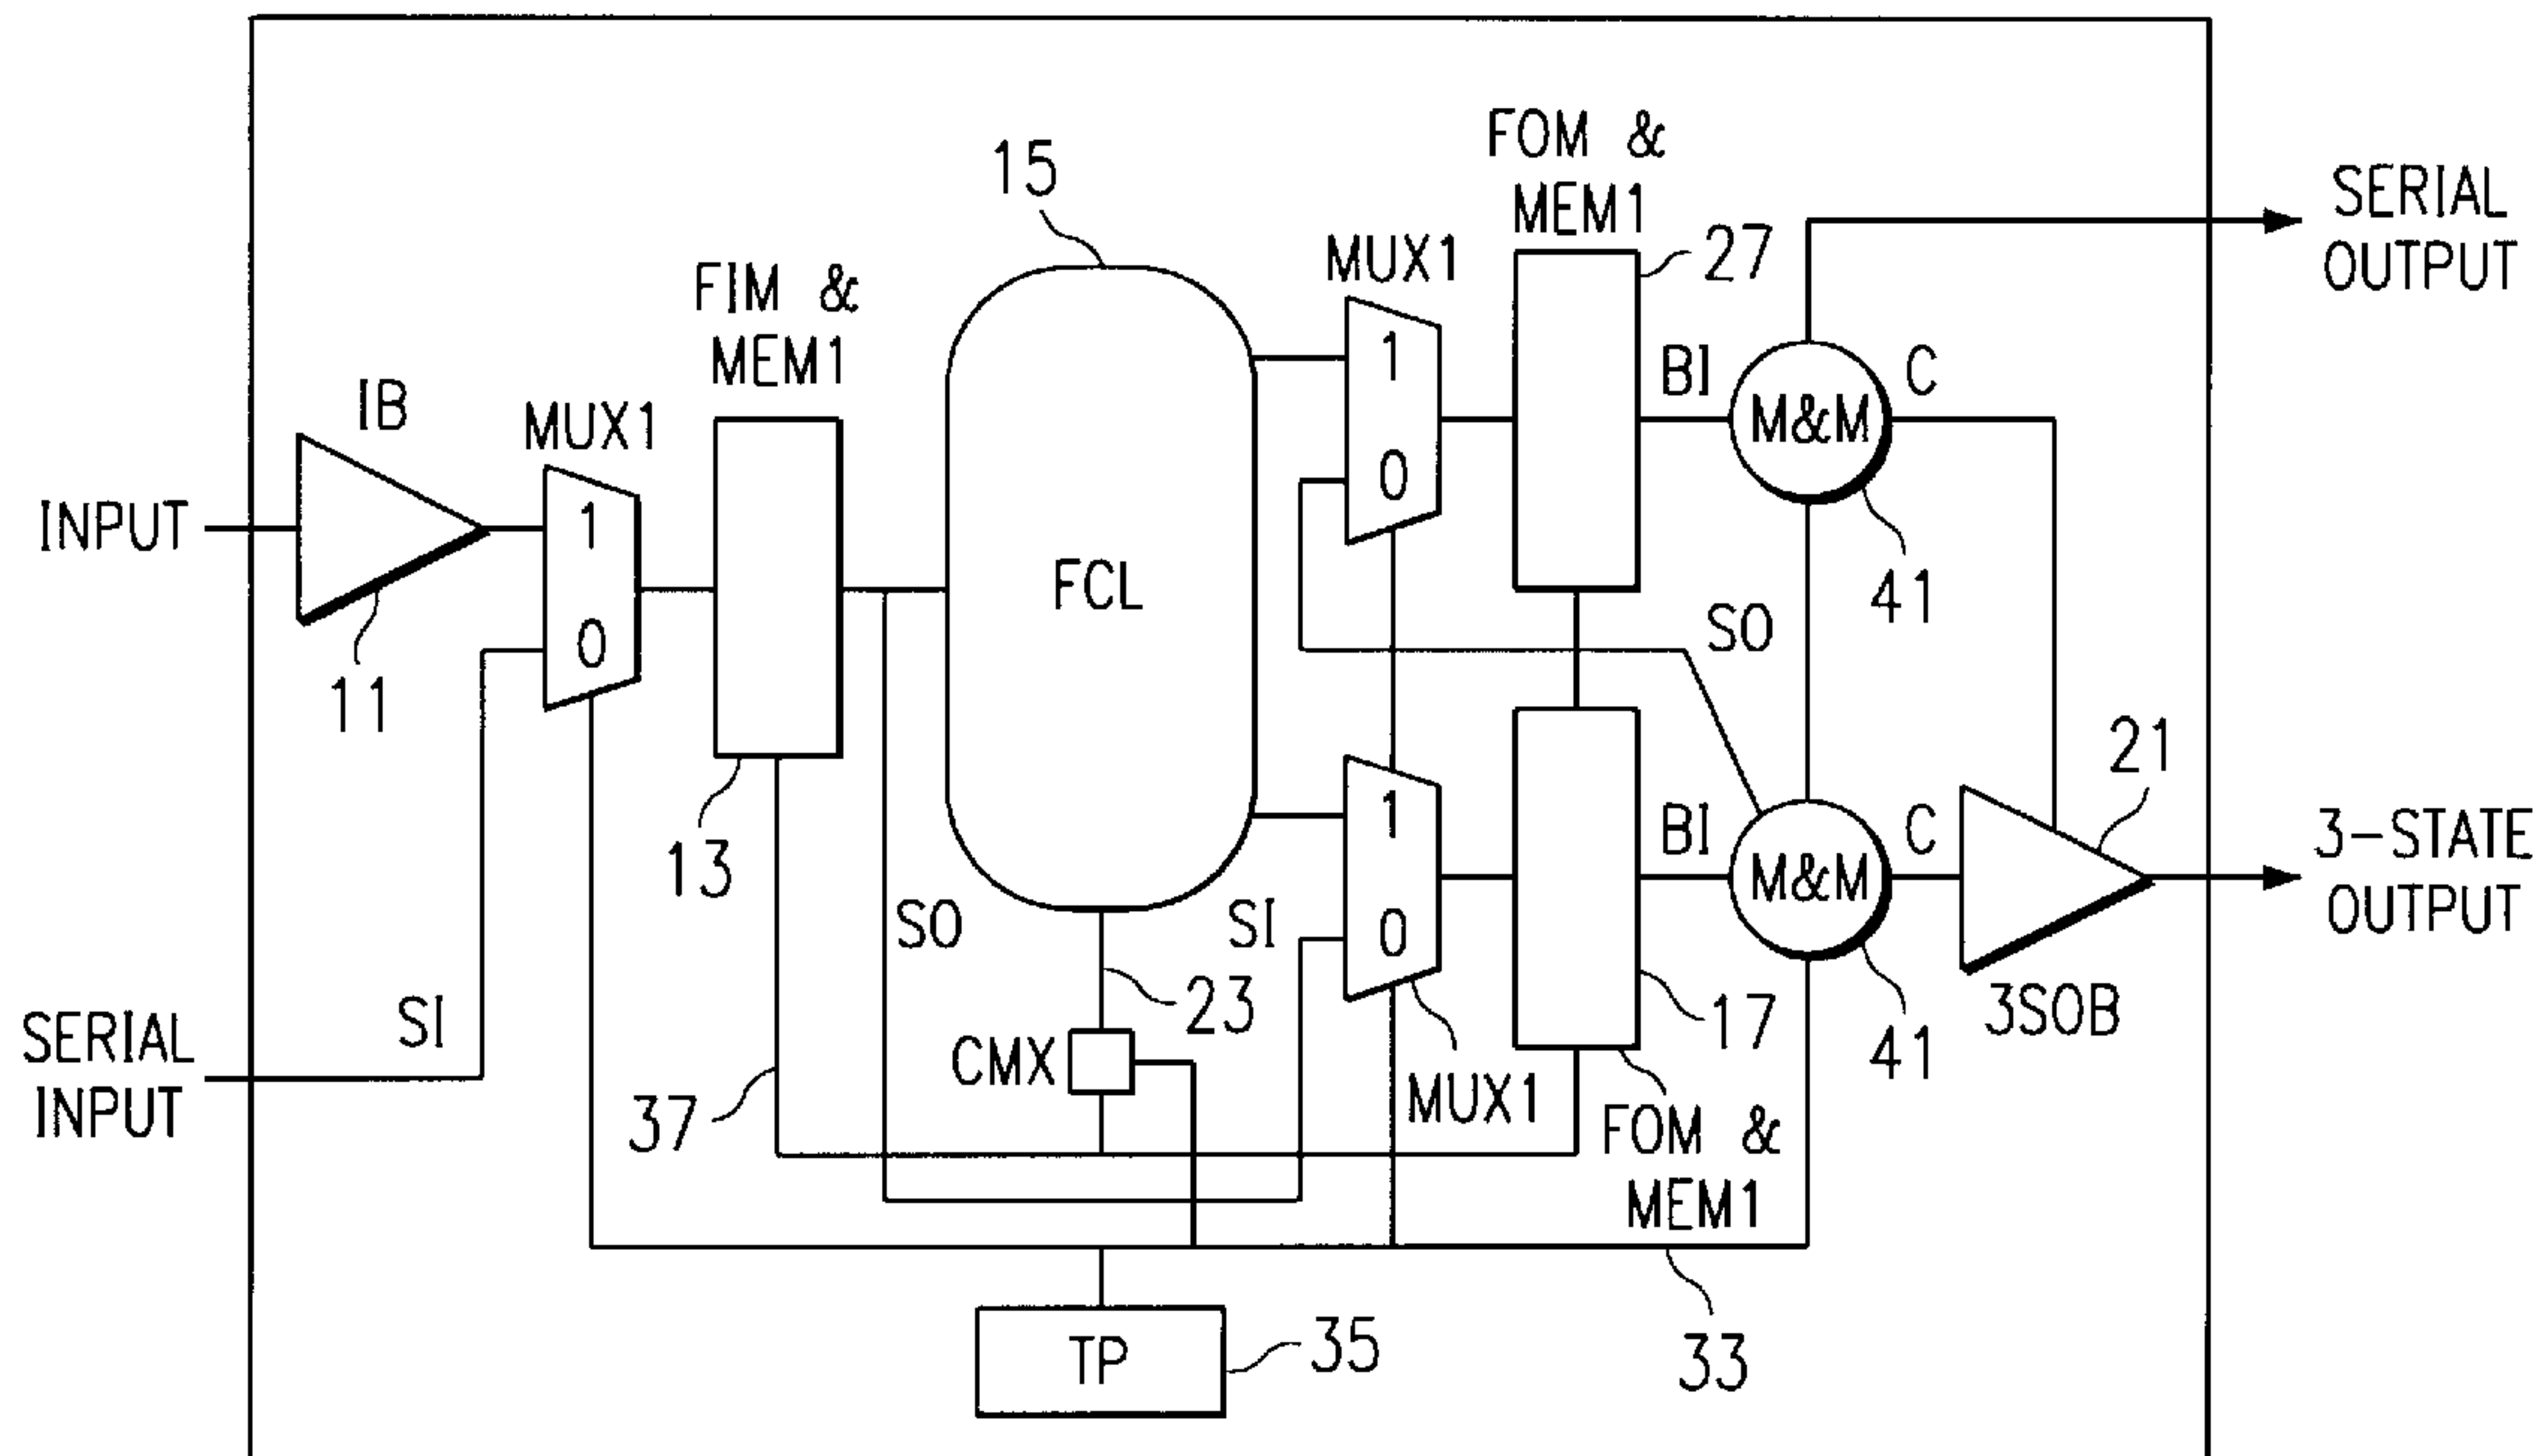 15
FOM &
MEM1
SERIAL
OUTPUT
27
MUX1
FIM &
MEM1
1
BI
C
M&M
IB
MUX1
0
INPUT
1
FCL
41
0
SO
11
21
13
1
BI
C
3-STATE
OUTPUT
M&M
SO
SI
0
23
17
3SOB
SI
SERIAL
INPUT
CMX
41
37
MUX1
FOM &
MEM1
TP
35
33